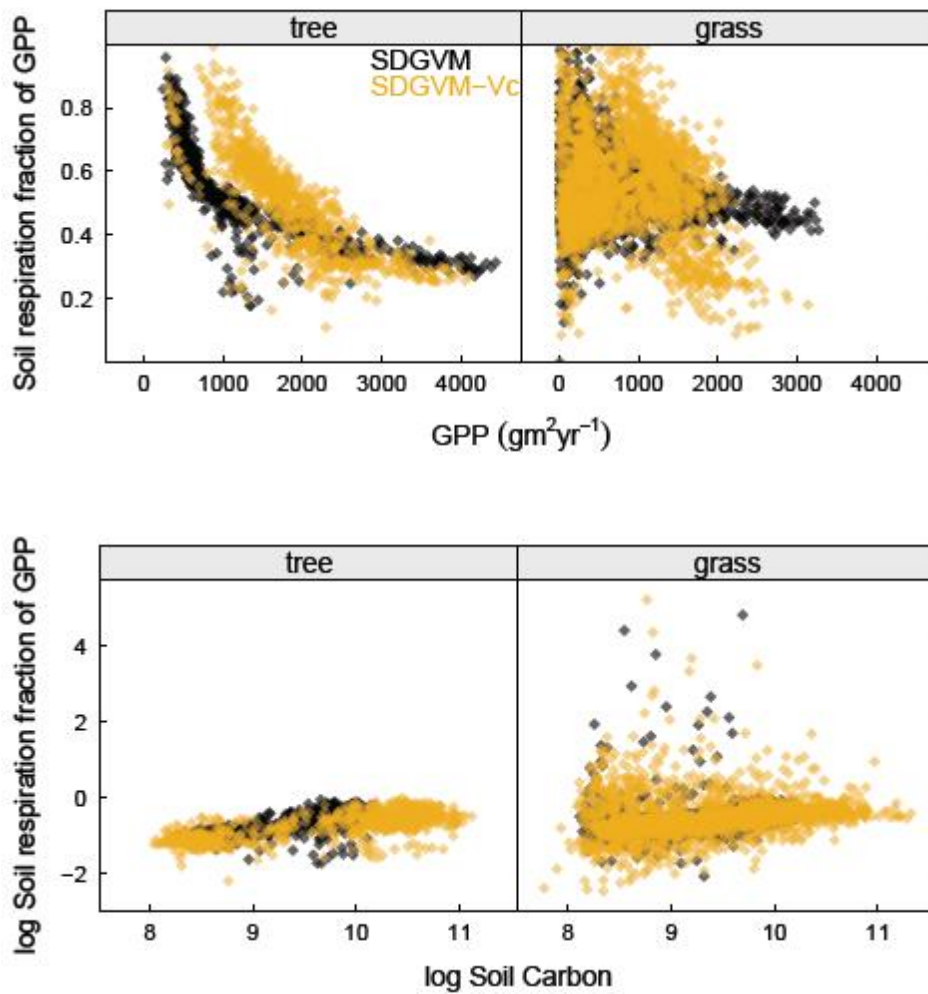 tree grass
SDGVM
SDGVM-Vc
Soil respiration fraction of GPP
0.8
0.6
0.4
0.2
0 1000 2000 3000 4000 0 1000 2000 3000 4000
GPP (gm²yr⁻¹)
tree grass
log Soil respiration fraction of GPP
4
2
0
−2
8 9 10 11 8 9 10 11
log Soil Carbon